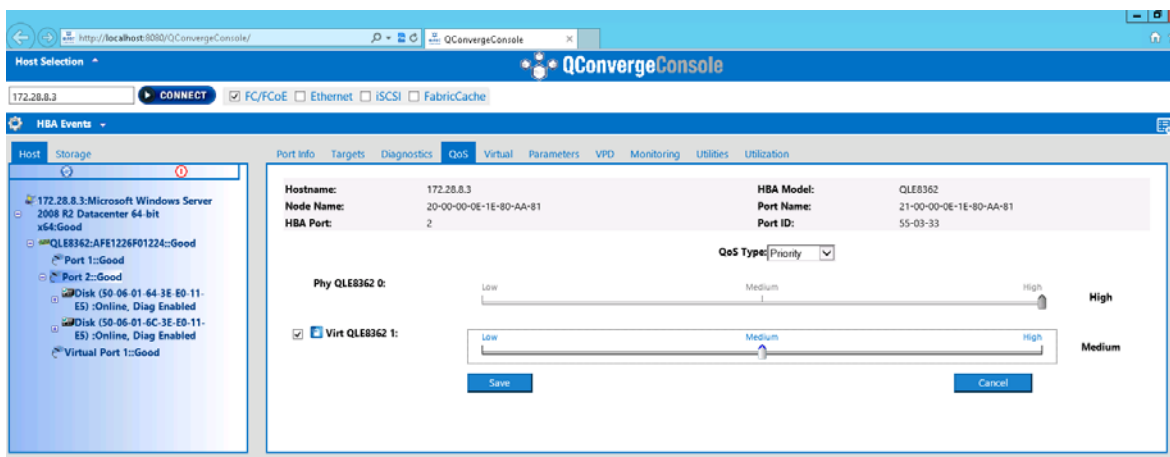 http://localhost:8080/QConvergeConsole/
QConvergeConsole
Host Selection
QConvergeConsole
172.28.8.3
CONNECT
FC/FCoE Ethernet iSCSI FabricCache
HBA Events
Host Storage
Port Info Targets Diagnostics QoS Virtual Parameters VPD Monitoring Utilities Utilization
172.28.8.3:Microsoft Windows Server
2008 R2 Datacenter 64-bit
x64:Good
QLE8362:AFE1226F01224::Good
Port 1::Good
Port 2::Good
Disk (50-06-01-64-3E-E0-11-
E5) :Online, Diag Enabled
Disk (50-06-01-6C-3E-E0-11-
E5) :Online, Diag Enabled
Virtual Port 1::Good
Hostname: 172.28.8.3 HBA Model: QLE8362
Node Name: 20-00-00-0E-1E-80-AA-81 Port Name: 21-00-00-0E-1E-80-AA-81
HBA Port: 2 Port ID: 55-03-33
QoS Type: Priority
Phy QLE8362 0: Low Medium High High
Virt QLE8362 1: Low Medium High Medium
Save Cancel